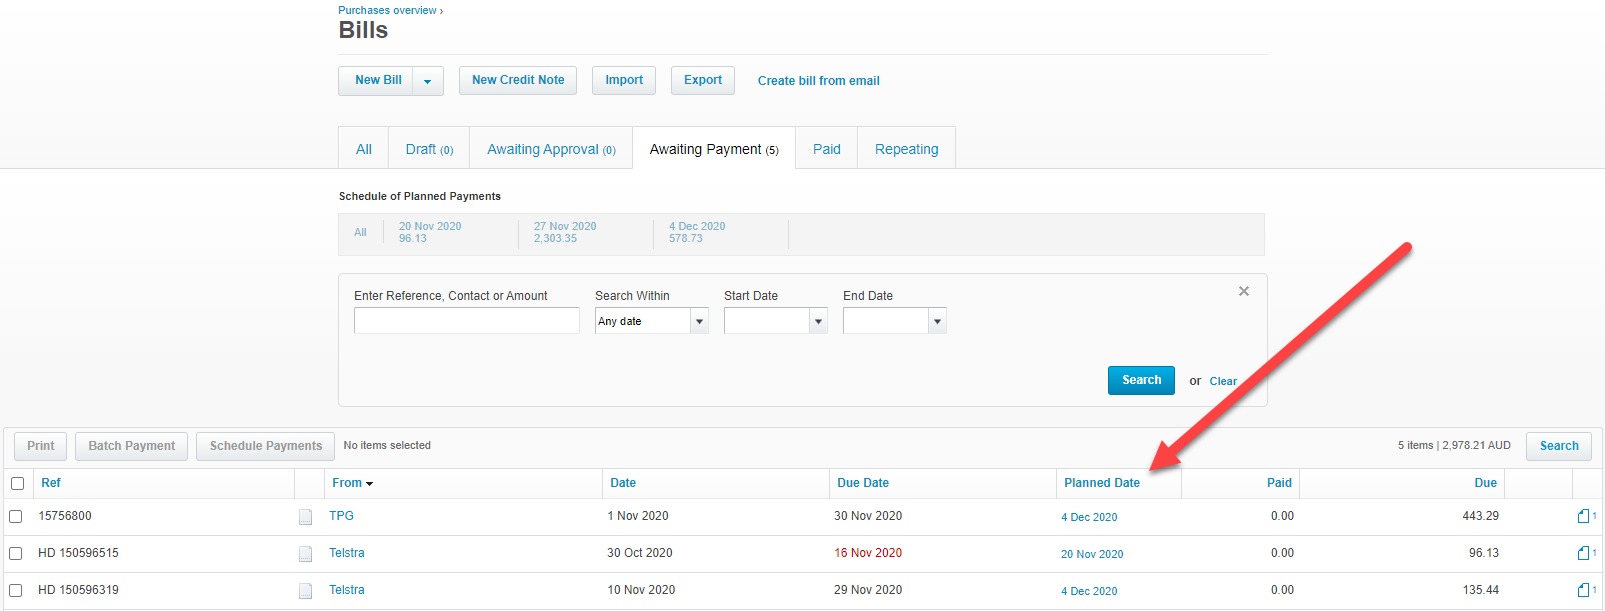 Purchases overview ›
Bills
New Bill New Credit Note Import Export Create bill from email
All Draft (0) Awaiting Approval (0) Awaiting Payment (5) Paid Repeating
Schedule of Planned Payments
All 20 Nov 2020 27 Nov 2020 4 Dec 2020
96.13 2,303.35 578.73
Enter Reference, Contact or Amount Search Within Start Date End Date
Any date
Search or Clear
Print Batch Payment Schedule Payments No items selected 5 items | 2,978.21 AUD Search
Ref From Date Due Date Planned Date Paid Due
15756800 TPG 1 Nov 2020 30 Nov 2020 4 Dec 2020 0.00 443.29 1
HD 150596515 Telstra 30 Oct 2020 16 Nov 2020 20 Nov 2020 0.00 96.13 1
HD 150596319 Telstra 10 Nov 2020 29 Nov 2020 4 Dec 2020 0.00 135.44 1